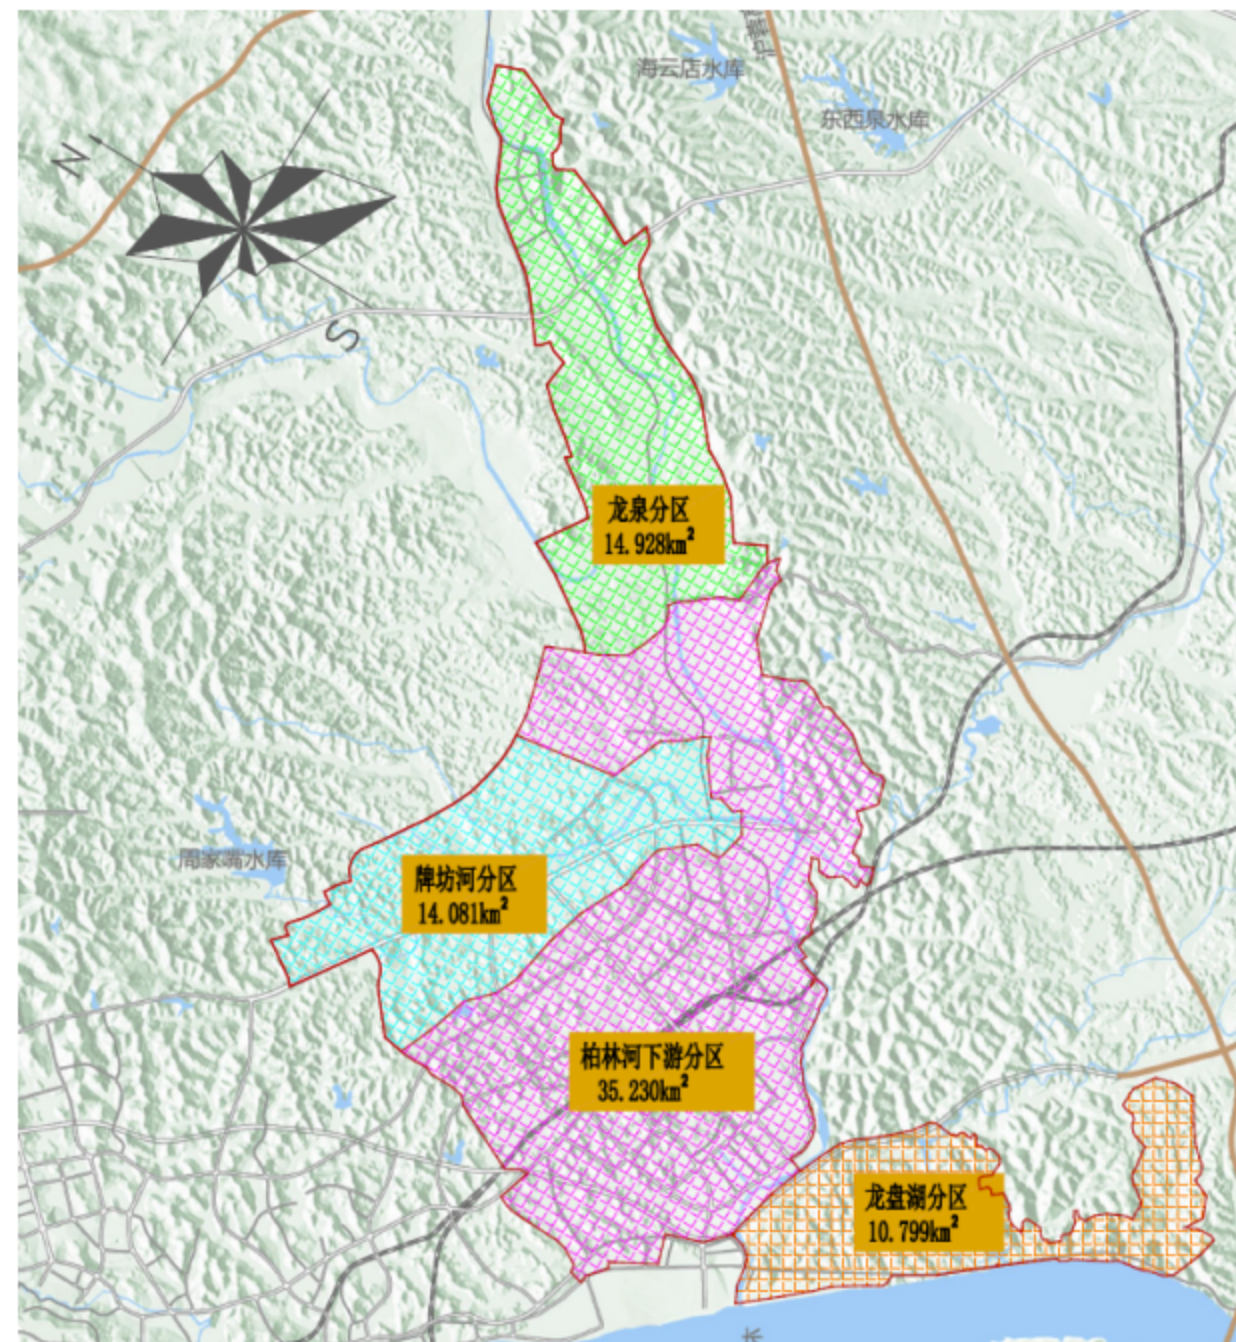 海云店水库
东西泉水库
N
S
龙泉分区
14.928km²
周家嘴水库
牌坊河分区
14.081km²
柏林河下游分区
35.230km²
龙盘湖分区
10.799km²